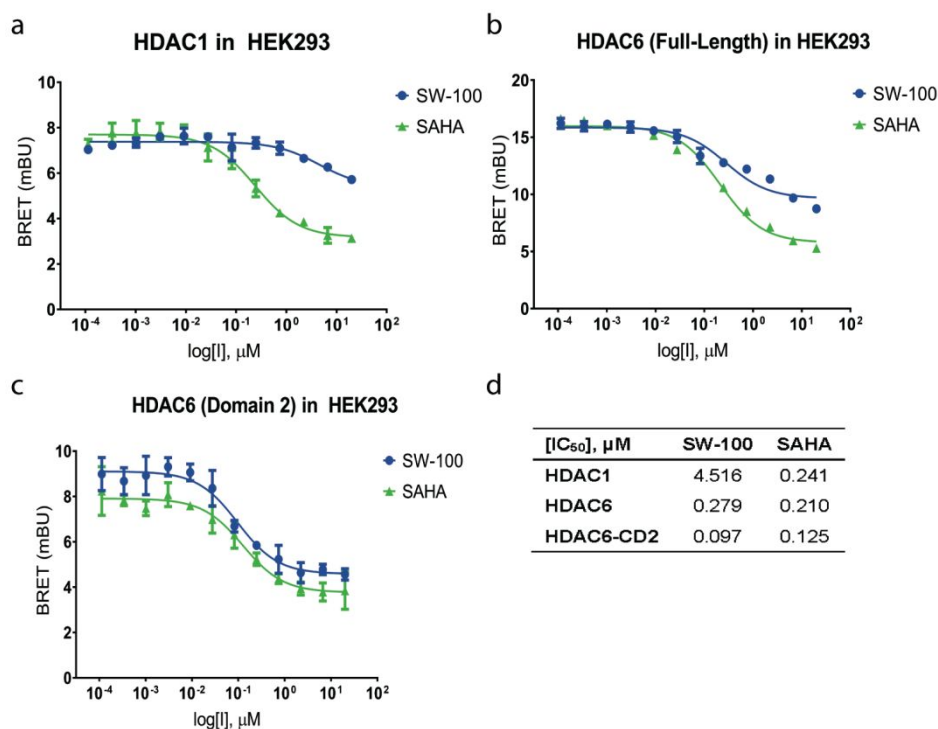 a
HDAC1 in HEK293
10
8
6
4
2
0
BRET (mBU)
10⁻⁴ 10⁻³ 10⁻² 10⁻¹ 10⁰ 10¹ 10²
log[I], μM
SW-100
SAHA
b
HDAC6 (Full-Length) in HEK293
20
15
10
5
0
BRET (mBU)
10⁻⁴ 10⁻³ 10⁻² 10⁻¹ 10⁰ 10¹ 10²
log[I], μM
SW-100
SAHA
c
HDAC6 (Domain 2) in HEK293
10
8
6
4
2
0
BRET (mBU)
10⁻⁴ 10⁻³ 10⁻² 10⁻¹ 10⁰ 10¹ 10²
log[I], μM
SW-100
SAHA
d
[IC₅₀], μM SW-100 SAHA
HDAC1 4.516 0.241
HDAC6 0.279 0.210
HDAC6-CD2 0.097 0.125